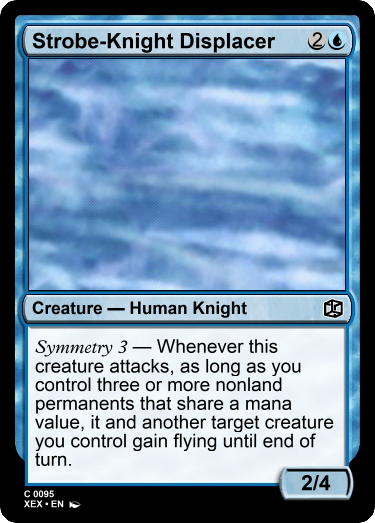 Strobe-Knight Displacer 2
Creature — Human Knight
Symmetry 3 — Whenever this
creature attacks, as long as you
control three or more nonland
permanents that share a mana
value, it and another target creature
you control gain flying until end of
turn.
2/4
C 0095
XEX • EN